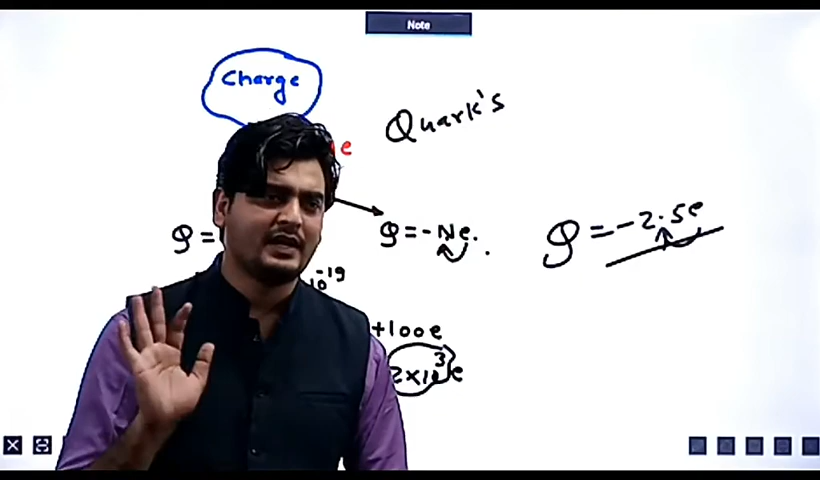 Note
Charge
Quark's
e
Q =
Q = - Ne.
Q = - 2.5e
10⁻¹⁹
+100e
2×10³e